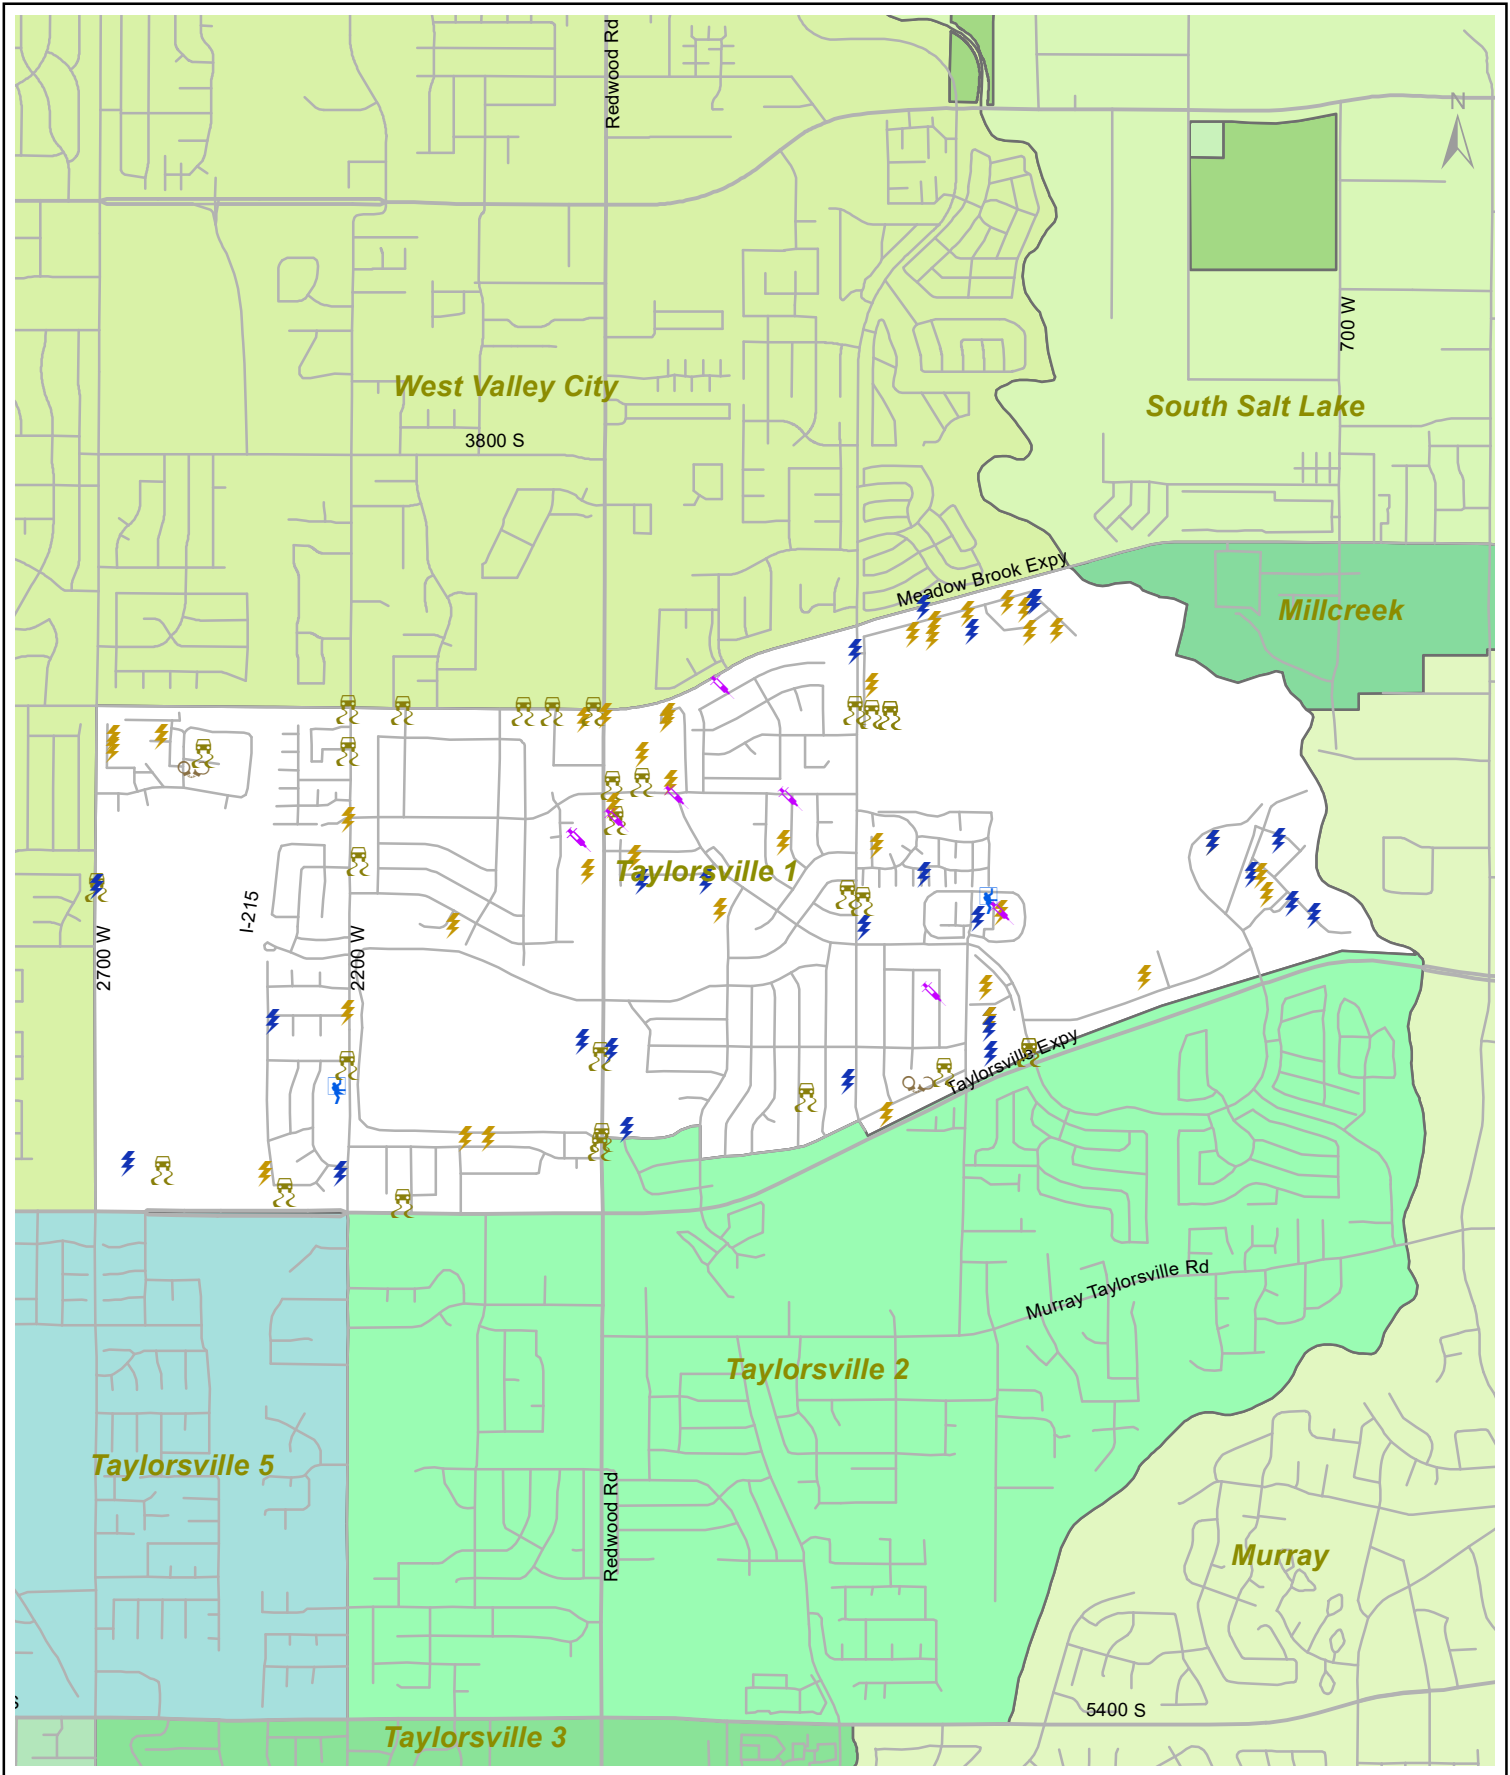 Redwood Rd
N
700 W
West Valley City
South Salt Lake
3800 S
Meadow Brook Expy
Millcreek
Taylorsville 1
I-215
2700 W
2200 W
Taylorsville Expy
Murray Taylorsville Rd
Taylorsville 2
Taylorsville 5
Redwood Rd
Murray
5400 S
Taylorsville 3